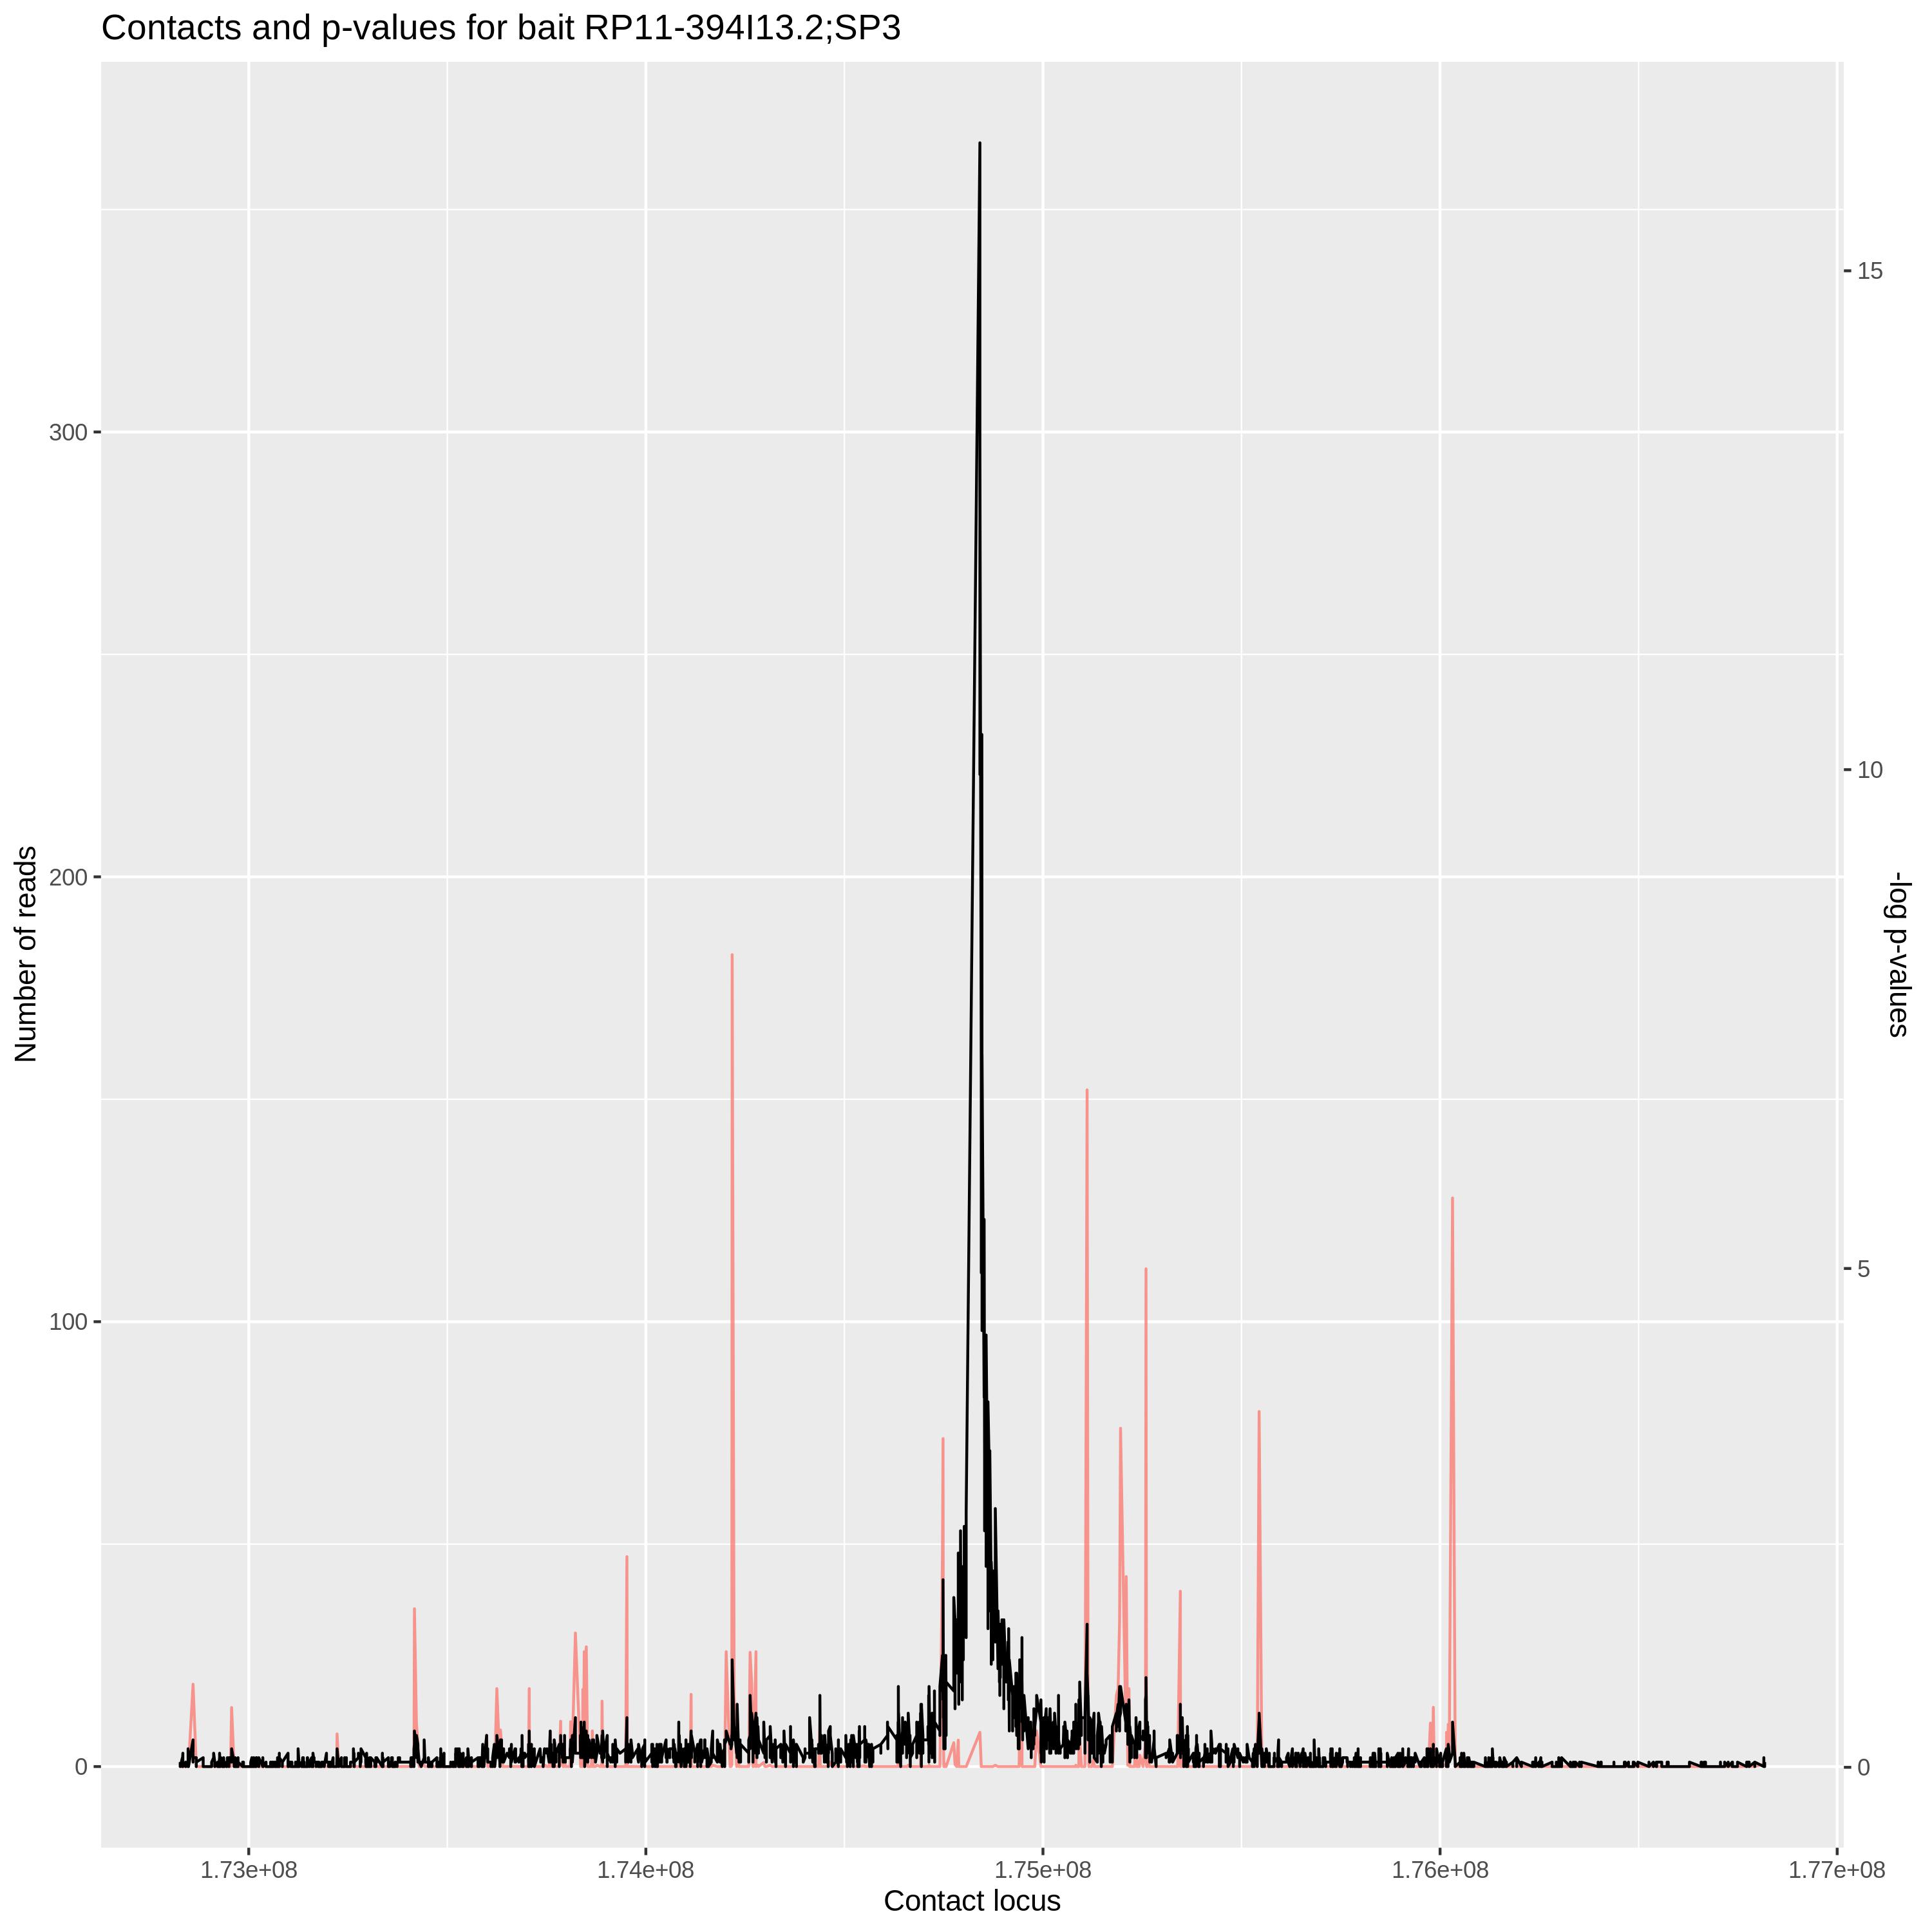 Contacts and p-values for bait RP11-394I13.2;SP3
300
200
100
0
Number of reads
15
10
5
0
-log p-values
1.73e+08
1.74e+08
1.75e+08
1.76e+08
1.77e+08
Contact locus